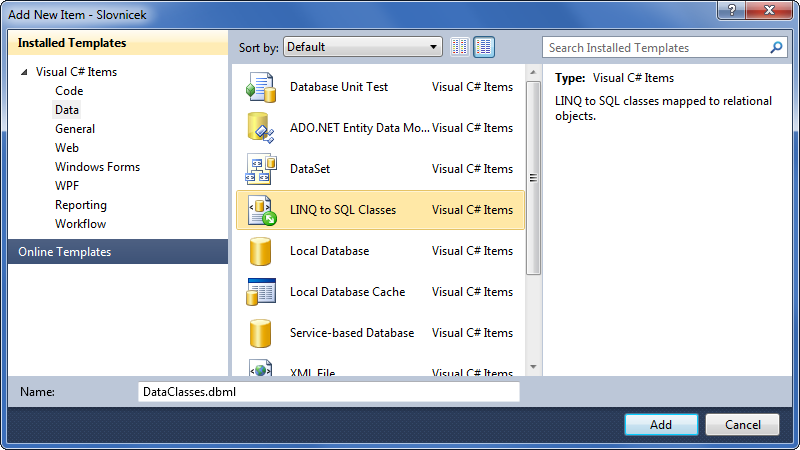 Add New Item - Slovnicek
Installed Templates
Visual C# Items
Code
Data
General
Web
Windows Forms
WPF
Reporting
Workflow
Online Templates
Sort by: Default
Database Unit Test Visual C# Items
ADO.NET Entity Data Mo... Visual C# Items
DataSet Visual C# Items
LINQ to SQL Classes Visual C# Items
Local Database Visual C# Items
Local Database Cache Visual C# Items
Service-based Database Visual C# Items
XML File Visual C# Items
Search Installed Templates
Type: Visual C# Items
LINQ to SQL classes mapped to relational
objects.
Name: DataClasses.dbml
Add Cancel